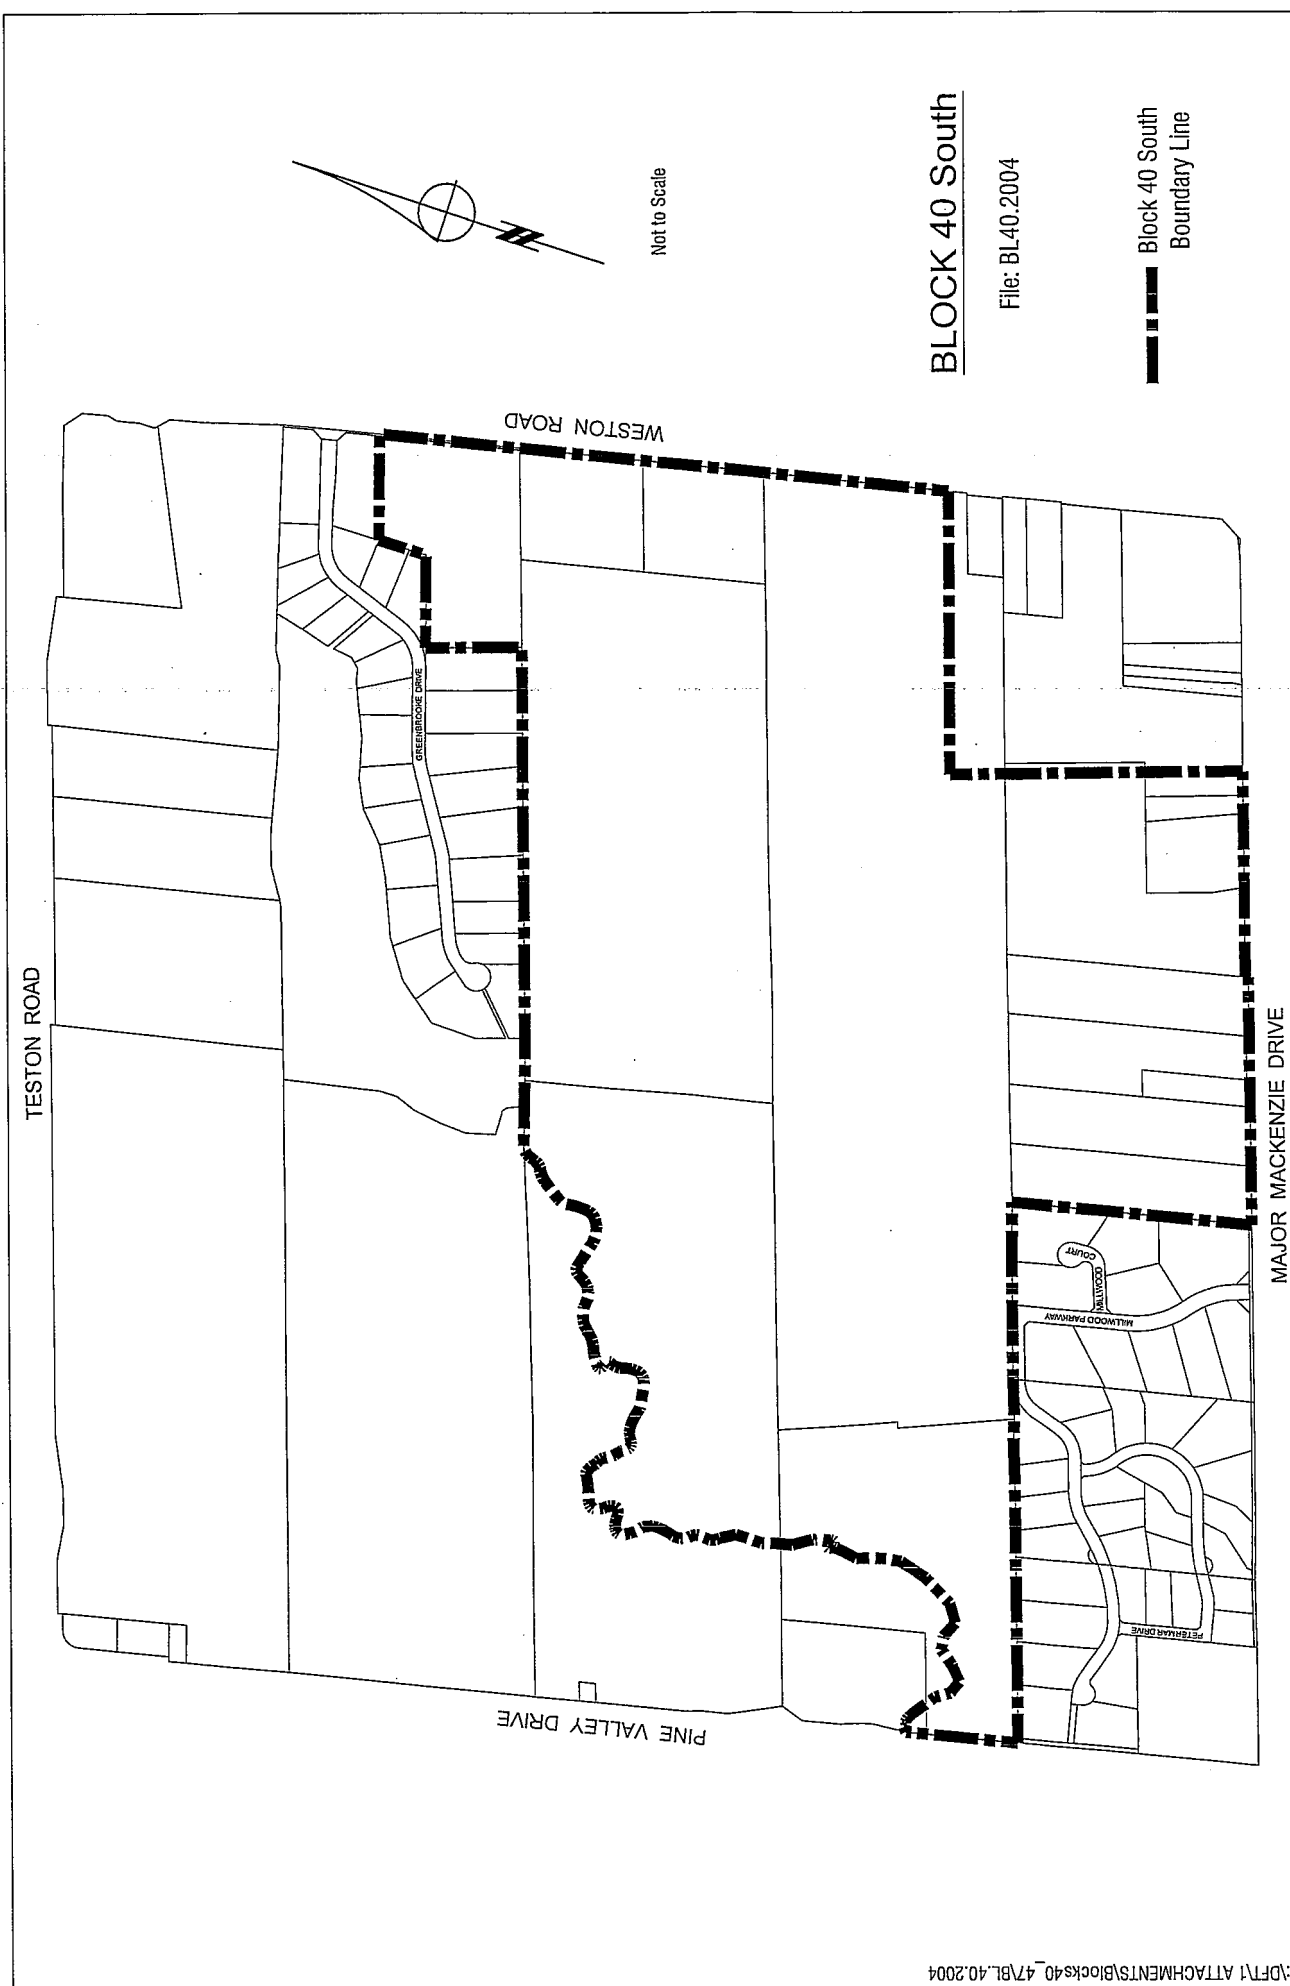 TESTON ROAD
WESTON ROAD
GREENBROOKE DRIVE
PINE VALLEY DRIVE
MAJOR MACKENZIE DRIVE
MILLWOOD PARKWAY
MILLWOOD
COURT
PETERMAR DRIVE
Not to Scale
BLOCK 40 South
File: BL40.2004
Block 40 South
Boundary Line
:\DFT\1 ATTACHMENTS\Blocks40_47\BL.40.2004